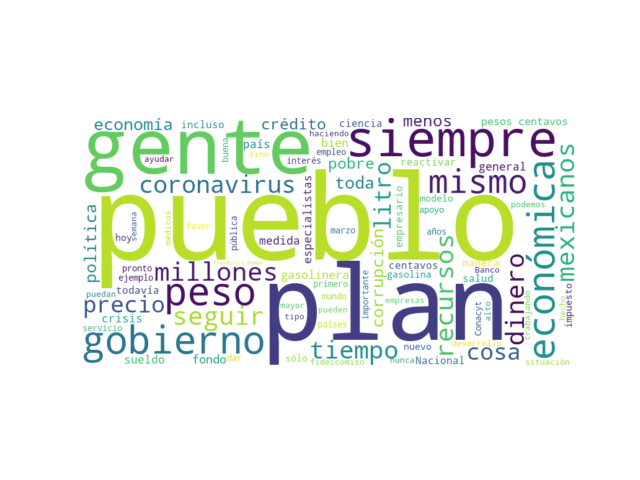 economía incluso crédito ciencia menos pesos centavos
gente siempre
haciendo
país bien
buena
sino empleo
ayudar interés pobre reactivar general
coronavirus toda mismo
modelo
especialistas
litro
empresario
apoyo podemos
económica
mexicanos
pueblo
política
hoy semana médicos favor pública medida marzo años
corrupción
recursos
dinero
pronto millones gasolinera centavos manera Banco
ejemplo gasolina salud
puedan todavía peso primero importante empresas impuesto
precio seguir mayor mundo pueden Conacyt alto trabajando hecho
crisis tipo países
servicio gobierno plan
tiempo nuevo desarrollo cosa
sueldo fondo dar sólo fideicomiso nunca Nacional situación